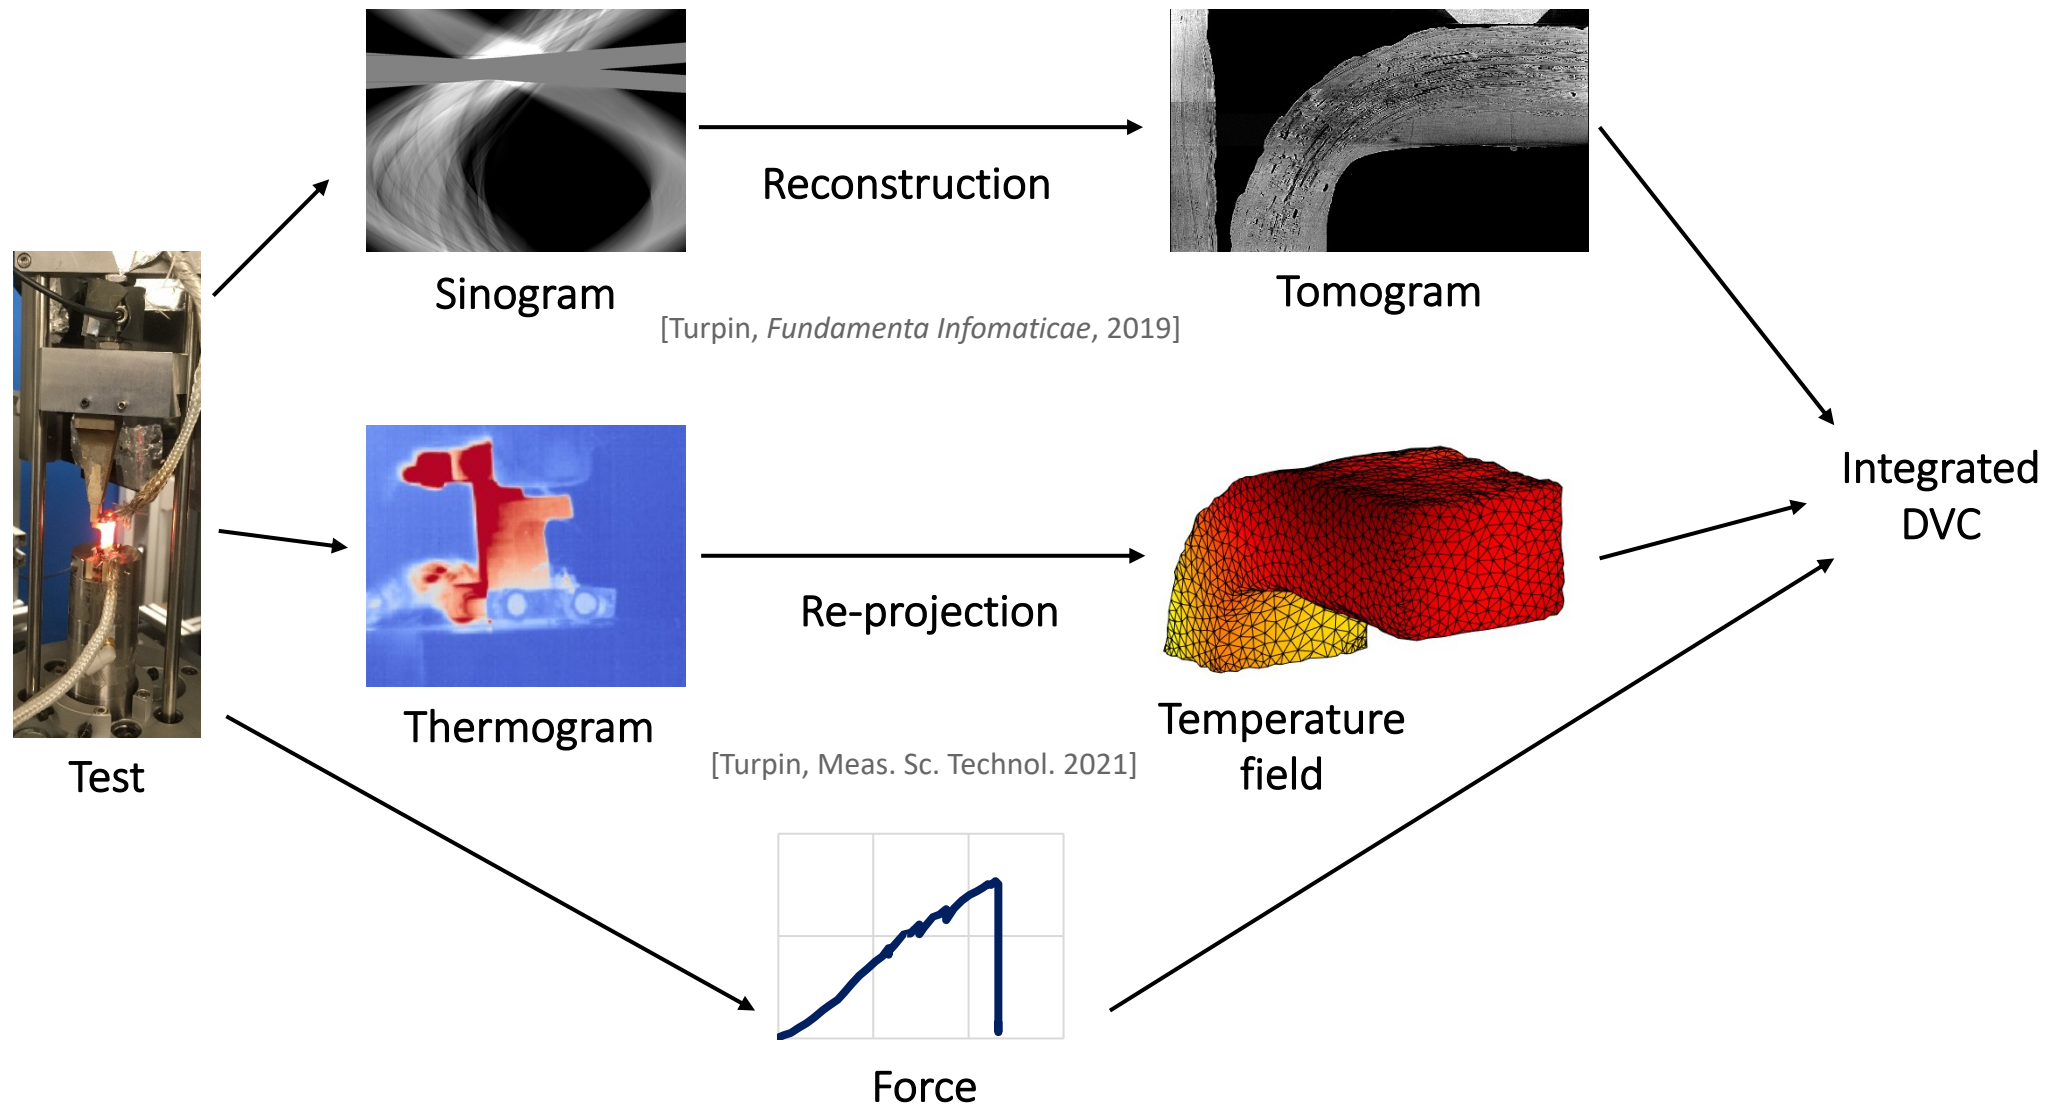 Reconstruction
Sinogram
Tomogram
[Turpin, Fundamenta Infomaticae, 2019]
Integrated
DVC
Re-projection
Thermogram
Temperature
field
[Turpin, Meas. Sc. Technol. 2021]
Test
Force